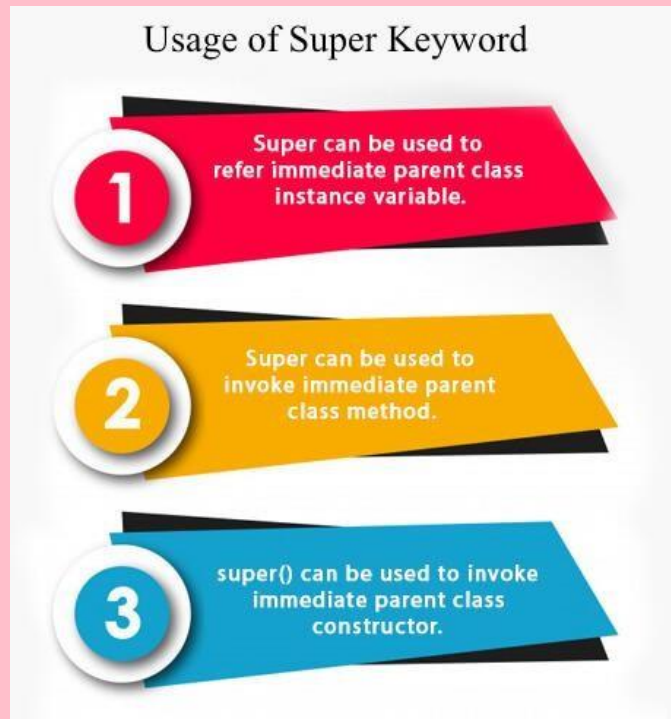 Usage of Super Keyword
1
Super can be used to
refer immediate parent class
instance variable.
2
Super can be used to
invoke immediate parent
class method.
3
super() can be used to invoke
immediate parent class
constructor.